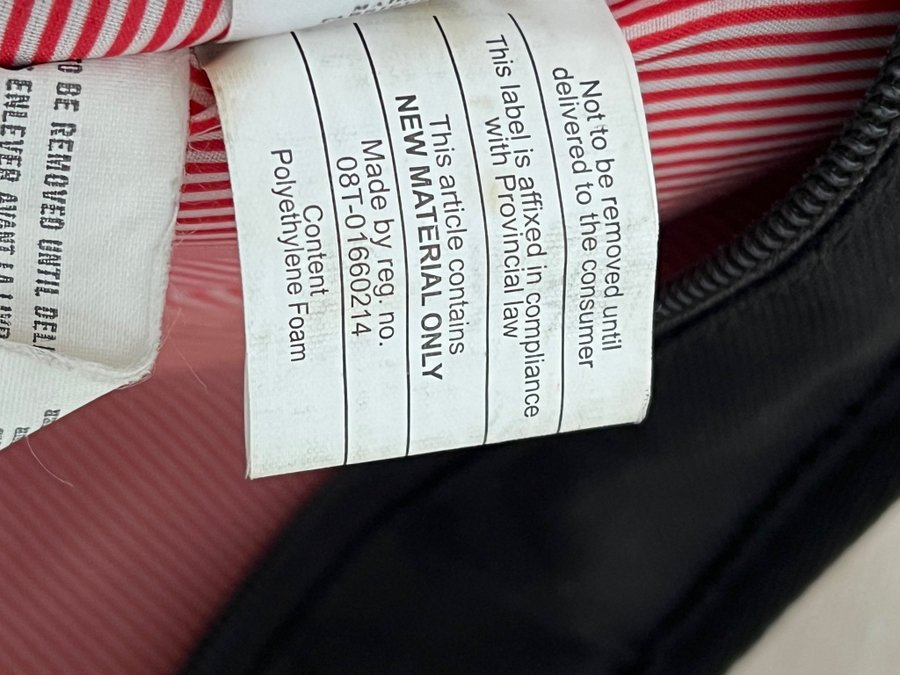 Not to be removed until
delivered to the consumer
This label is affixed in compliance
with Provincial law
This article contains
NEW MATERIAL ONLY
Made by reg. no.
08T-01660214
Content
Polyethylene Foam
TO BE REMOVED UNTIL
ENLEVER AVANT LA